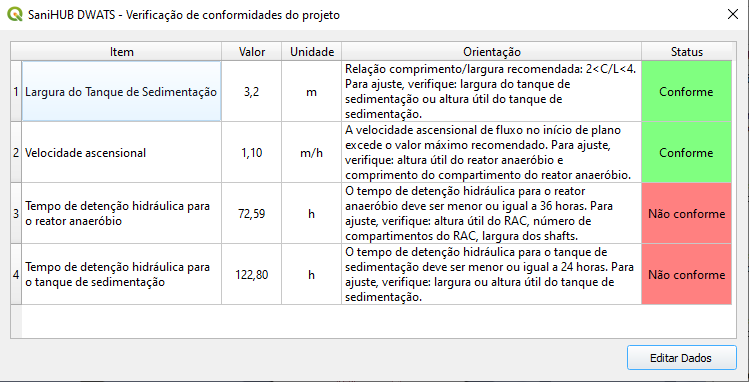 SaniHUB DWATS - Verificação de conformidades do projeto
Item Valor Unidade Orientação Status
1 Largura do Tanque de Sedimentação 3,2 m Relação comprimento/largura recomendada: 2<C/L<4.
Para ajuste, verifique: largura do tanque de
sedimentação ou altura útil do tanque de
sedimentação.
Conforme
2 Velocidade ascensional 1,10 m/h A velocidade ascensional de fluxo no início de plano
excede o valor máximo recomendado. Para ajuste,
verifique: altura útil do reator anaeróbio e
comprimento do compartimento do reator anaeróbio.
Conforme
3 Tempo de detenção hidráulica para
o reator anaeróbio
72,59 h O tempo de detenção hidráulica para o reator
anaeróbio deve ser menor ou igual a 36 horas. Para
ajuste, verifique: altura útil do RAC, número de
compartimentos do RAC, largura dos shafts.
Não conforme
4 Tempo de detenção hidráulica para
o tanque de sedimentação
122,80 h O tempo de detenção hidráulica para o tanque de
sedimentação deve ser menor ou igual a 24 horas. Para
ajuste, verifique: largura ou altura útil do tanque de
sedimentação.
Não conforme
Editar Dados